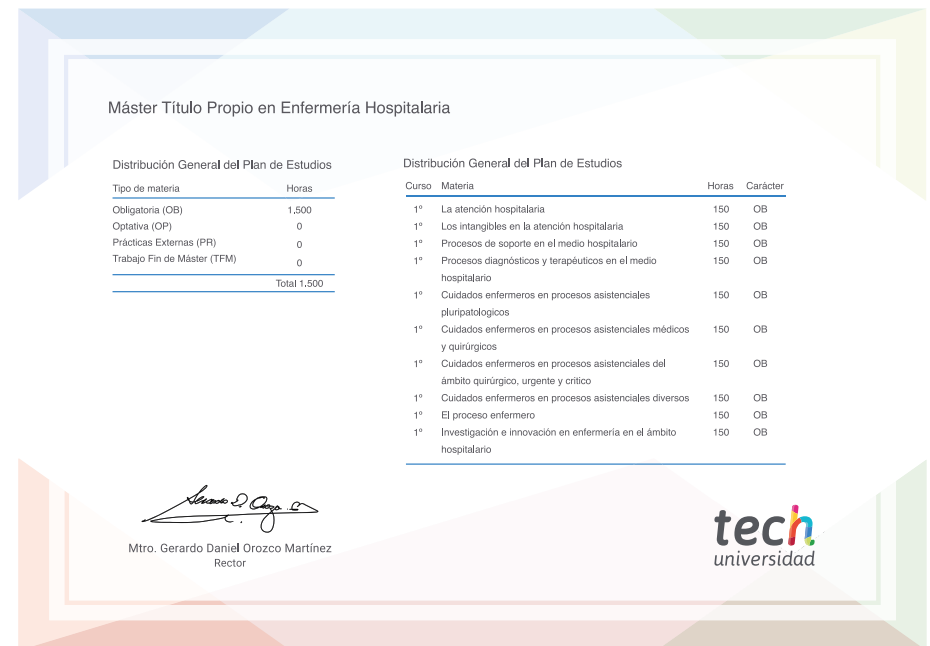 Máster Título Propio en Enfermería Hospitalaria
Distribución General del Plan de Estudios
Tipo de materia Horas
Obligatoria (OB) 1,500
Optativa (OP) 0
Prácticas Externas (PR) 0
Trabajo Fin de Máster (TFM) 0
Total 1.500
Distribución General del Plan de Estudios
Curso Materia Horas Carácter
1º La atención hospitalaria 150 OB
1º Los intangibles en la atención hospitalaria 150 OB
1º Procesos de soporte en el medio hospitalario 150 OB
1º Procesos diagnósticos y terapéuticos en el medio 150 OB
hospitalario
1º Cuidados enfermeros en procesos asistenciales 150 OB
pluripatologicos
1º Cuidados enfermeros en procesos asistenciales médicos 150 OB
y quirúrgicos
1º Cuidados enfermeros en procesos asistenciales del 150 OB
ámbito quirúrgico, urgente y critico
1º Cuidados enfermeros en procesos asistenciales diversos 150 OB
1º El proceso enfermero 150 OB
1º Investigación e innovación en enfermería en el ámbito 150 OB
hospitalario
Mtro. Gerardo Daniel Orozco Martínez
Rector
tech
universidad